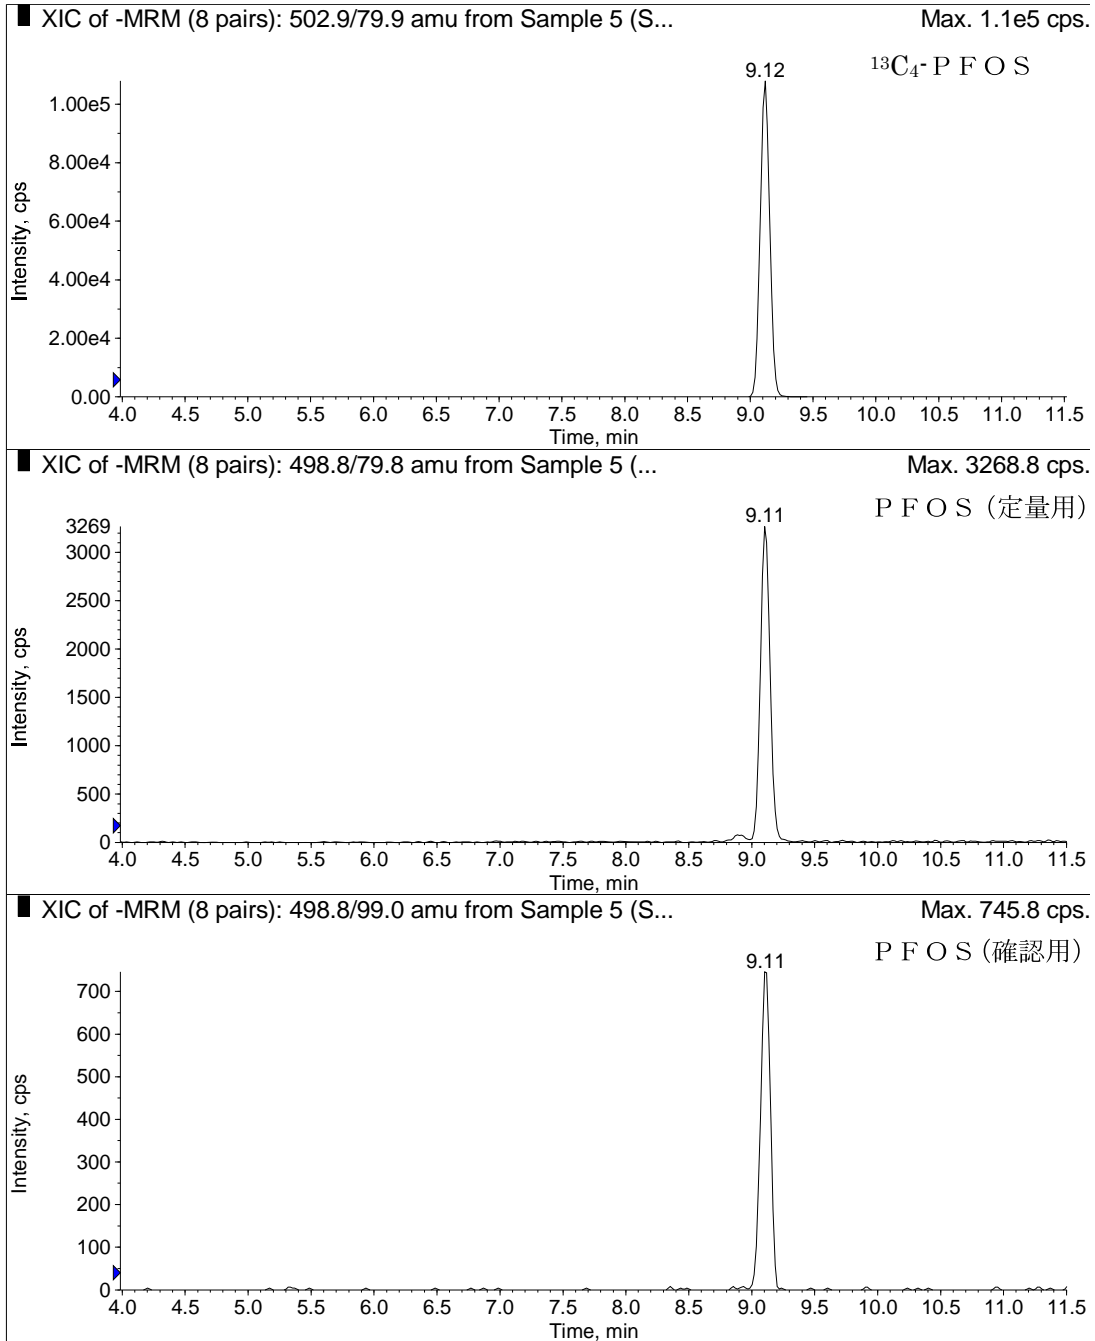 XIC of -MRM (8 pairs): 502.9/79.9 amu from Sample 5 (S... Max. 1.1e5 cps.
¹³C₄-ＰＦＯＳ
9.12
1.00e5
8.00e4
6.00e4
4.00e4
2.00e4
0.00
Intensity, cps
4.0 4.5 5.0 5.5 6.0 6.5 7.0 7.5 8.0 8.5 9.0 9.5 10.0 10.5 11.0 11.5
Time, min
XIC of -MRM (8 pairs): 498.8/79.8 amu from Sample 5 (... Max. 3268.8 cps.
ＰＦＯＳ(定量用)
9.11
3269
3000
2500
2000
1500
1000
500
0
Intensity, cps
4.0 4.5 5.0 5.5 6.0 6.5 7.0 7.5 8.0 8.5 9.0 9.5 10.0 10.5 11.0 11.5
Time, min
XIC of -MRM (8 pairs): 498.8/99.0 amu from Sample 5 (S... Max. 745.8 cps.
ＰＦＯＳ(確認用)
9.11
700
600
500
400
300
200
100
0
Intensity, cps
4.0 4.5 5.0 5.5 6.0 6.5 7.0 7.5 8.0 8.5 9.0 9.5 10.0 10.5 11.0 11.5
Time, min